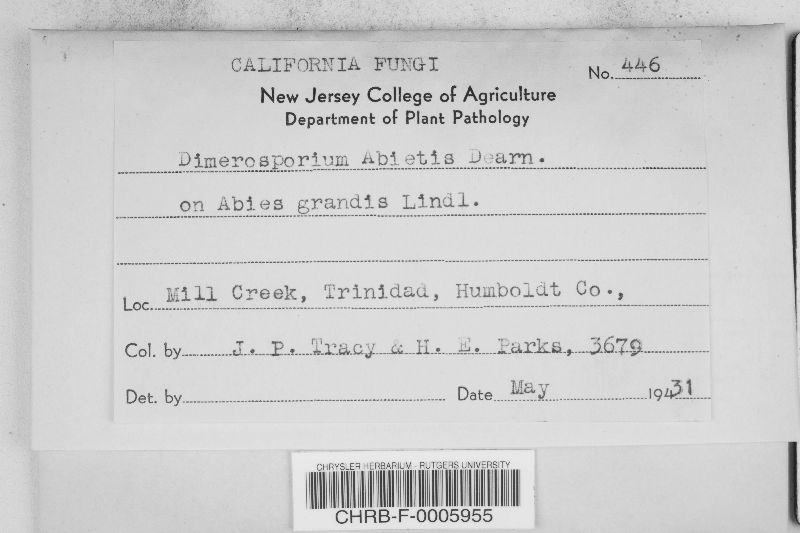 CALIFORNIA FUNGI
No. 446
New Jersey College of Agriculture
Department of Plant Pathology
Dimerosporium Abietis Dearn.
on Abies grandis Lindl.
Loc. Mill Creek, Trinidad, Humboldt Co.,
Col. by J. P. Tracy & H. E. Parks, 3679
Det. by
Date May 1931
CHRYSLER HERBARIUM - RUTGERS UNIVERSITY
CHRB-F-0005955